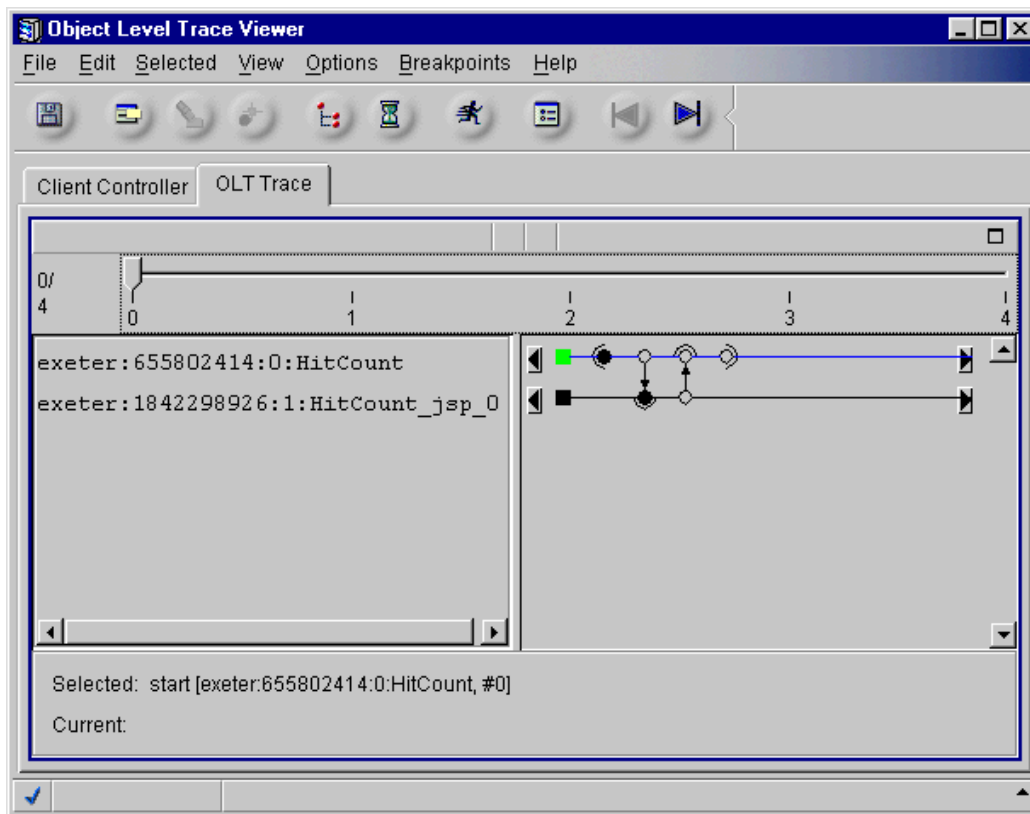 Object Level Trace Viewer
File Edit Selected View Options Breakpoints Help
Client Controller OLT Trace
0/
4
0 1 2 3 4
exeter:655802414:0:HitCount
exeter:1842298926:1:HitCount_jsp_0
Selected: start [exeter:655802414:0:HitCount, #0]
Current: